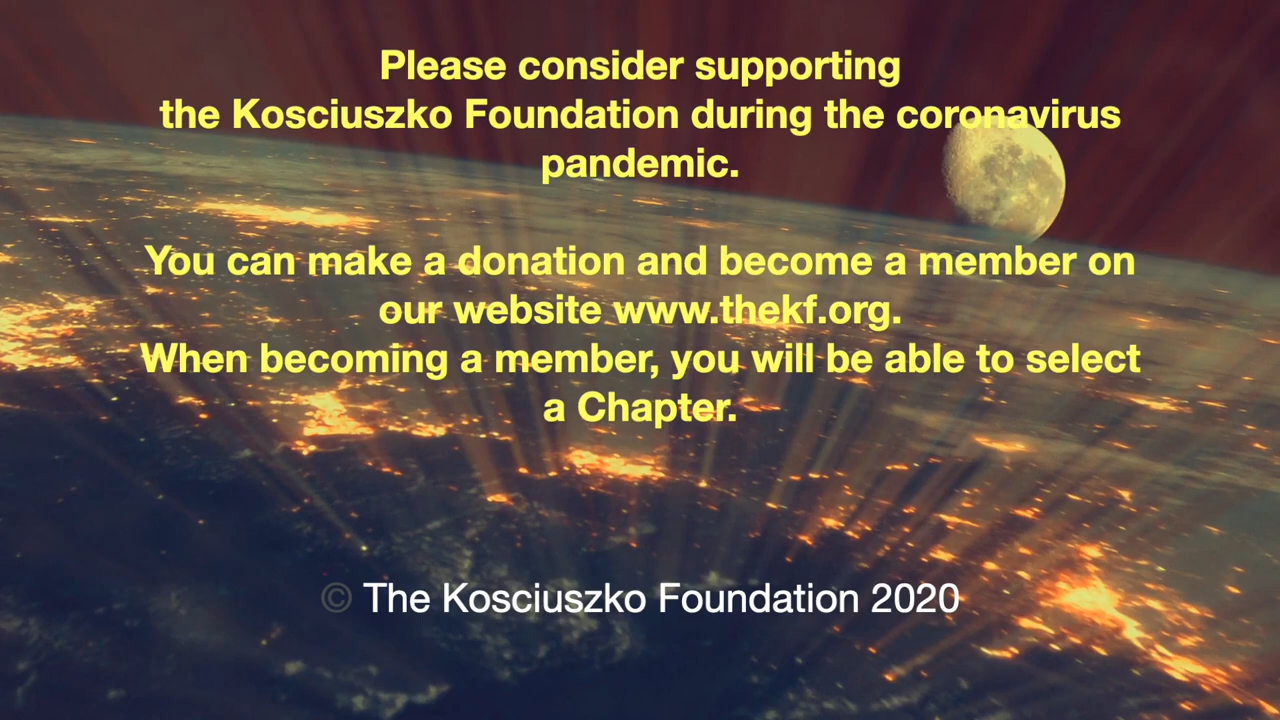 Please consider supporting
the Kosciuszko Foundation during the coronavirus
pandemic.
You can make a donation and become a member on
our website www.thekf.org.
When becoming a member, you will be able to select
a Chapter.
© The Kosciuszko Foundation 2020